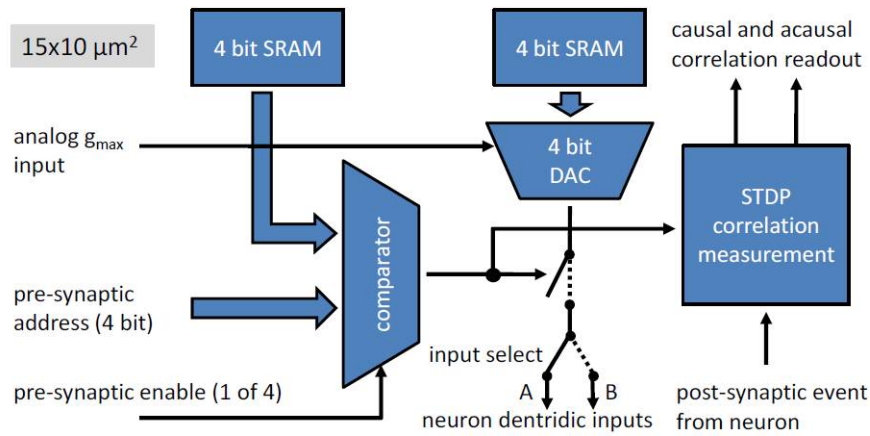 15x10 μm²
4 bit SRAM
4 bit SRAM
causal and acausal
correlation readout
analog gmax
input
4 bit
DAC
STDP
correlation
measurement
comparator
pre-synaptic
address (4 bit)
input select
pre-synaptic enable (1 of 4)
A
B
neuron dentridic inputs
post-synaptic event
from neuron